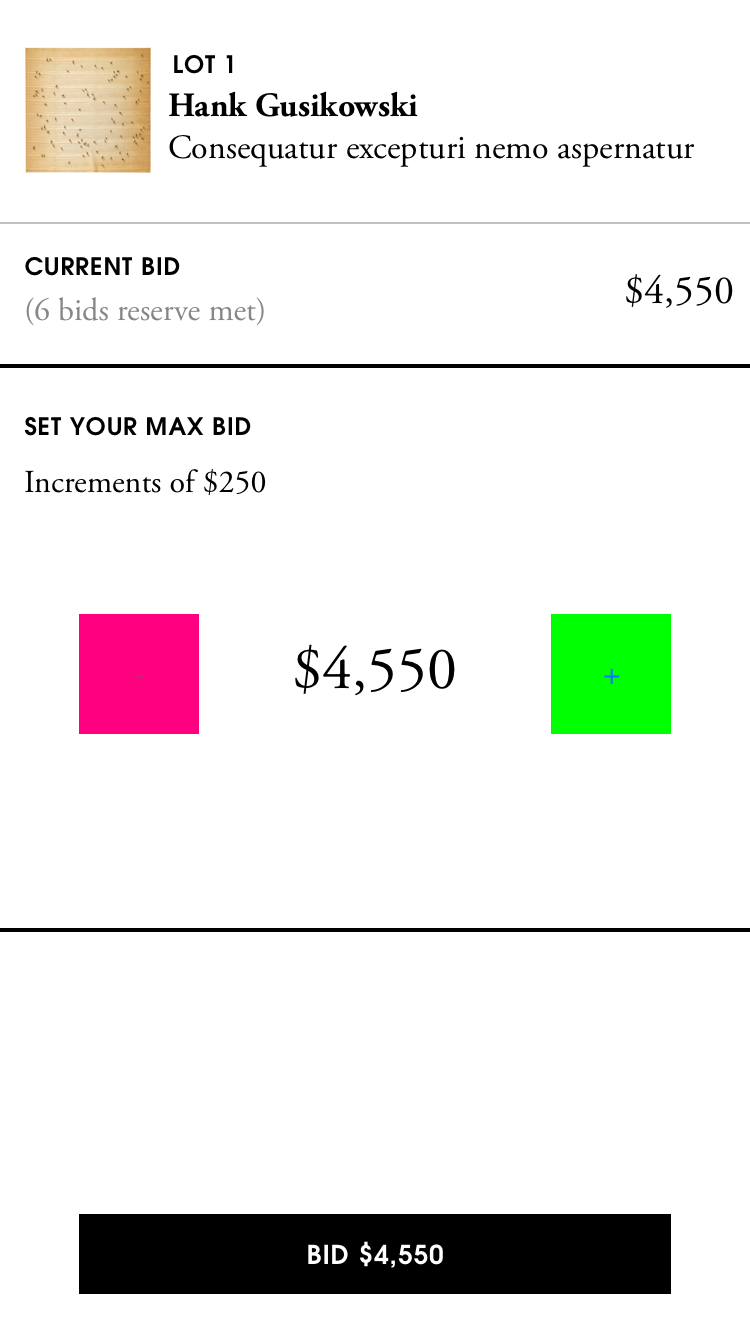 LOT 1
Hank Gusikowski
Consequatur excepturi nemo aspernatur
CURRENT BID
(6 bids reserve met)
$4,550
SET YOUR MAX BID
Increments of $250
-
$4,550
+
BID $4,550